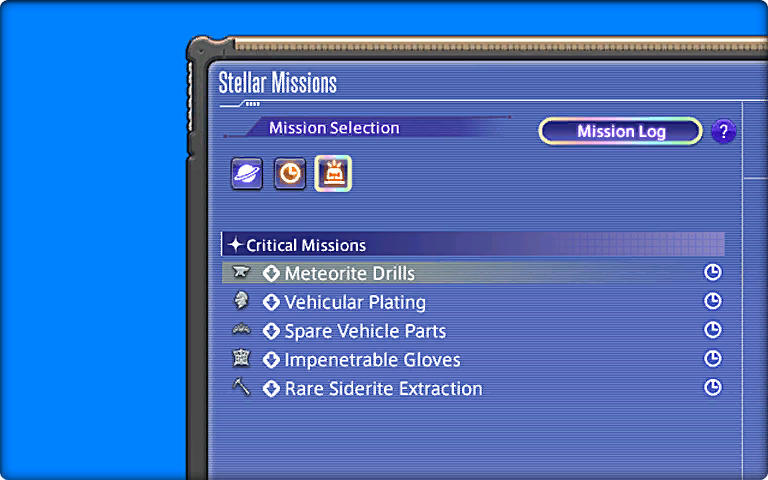 Stellar Missions
Mission Selection
Mission Log
?
Critical Missions
Meteorite Drills
Vehicular Plating
Spare Vehicle Parts
Impenetrable Gloves
Rare Siderite Extraction